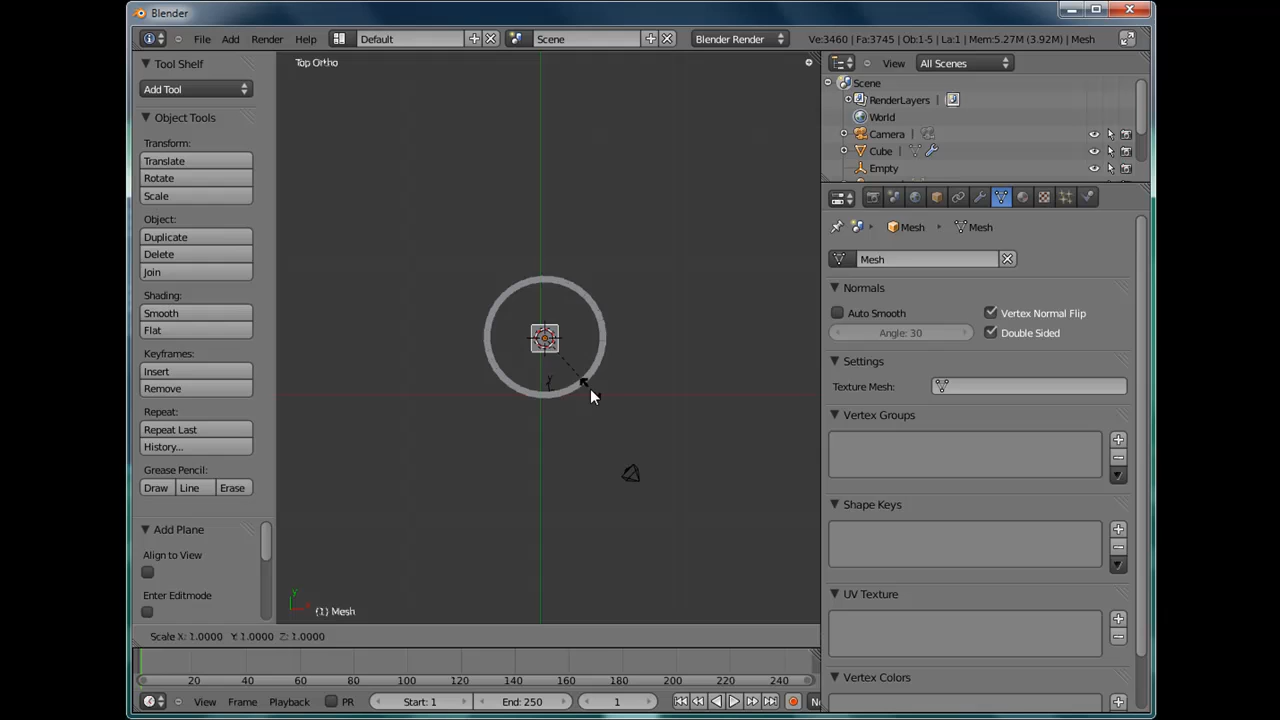 Blender
File Add Render Help Default Scene Blender Render Ve:3460 | Fa:3745 | Ob:1-5 | La:1 | Mem:5.27M (3.92M) | Mesh
Tool Shelf
Add Tool
Object Tools
Transform:
Translate
Rotate
Scale
Object:
Duplicate
Delete
Join
Shading:
Smooth
Flat
Keyframes:
Insert
Remove
Repeat:
Repeat Last
History...
Grease Pencil:
Draw Line Erase
Add Plane
Align to View
Enter Editmode
Top Ortho
y
(1) Mesh
Scale X: 1.0000 Y: 1.0000 Z: 1.0000
20 40 60 80 100 120 140 160 180 200 220 240
View Frame Playback PR Start: 1 End: 250 1 No
View All Scenes
Scene
RenderLayers
World
Camera
Cube
Empty
Mesh Mesh
Mesh
Normals
Auto Smooth Vertex Normal Flip
Angle: 30 Double Sided
Settings
Texture Mesh:
Vertex Groups
Shape Keys
UV Texture
Vertex Colors